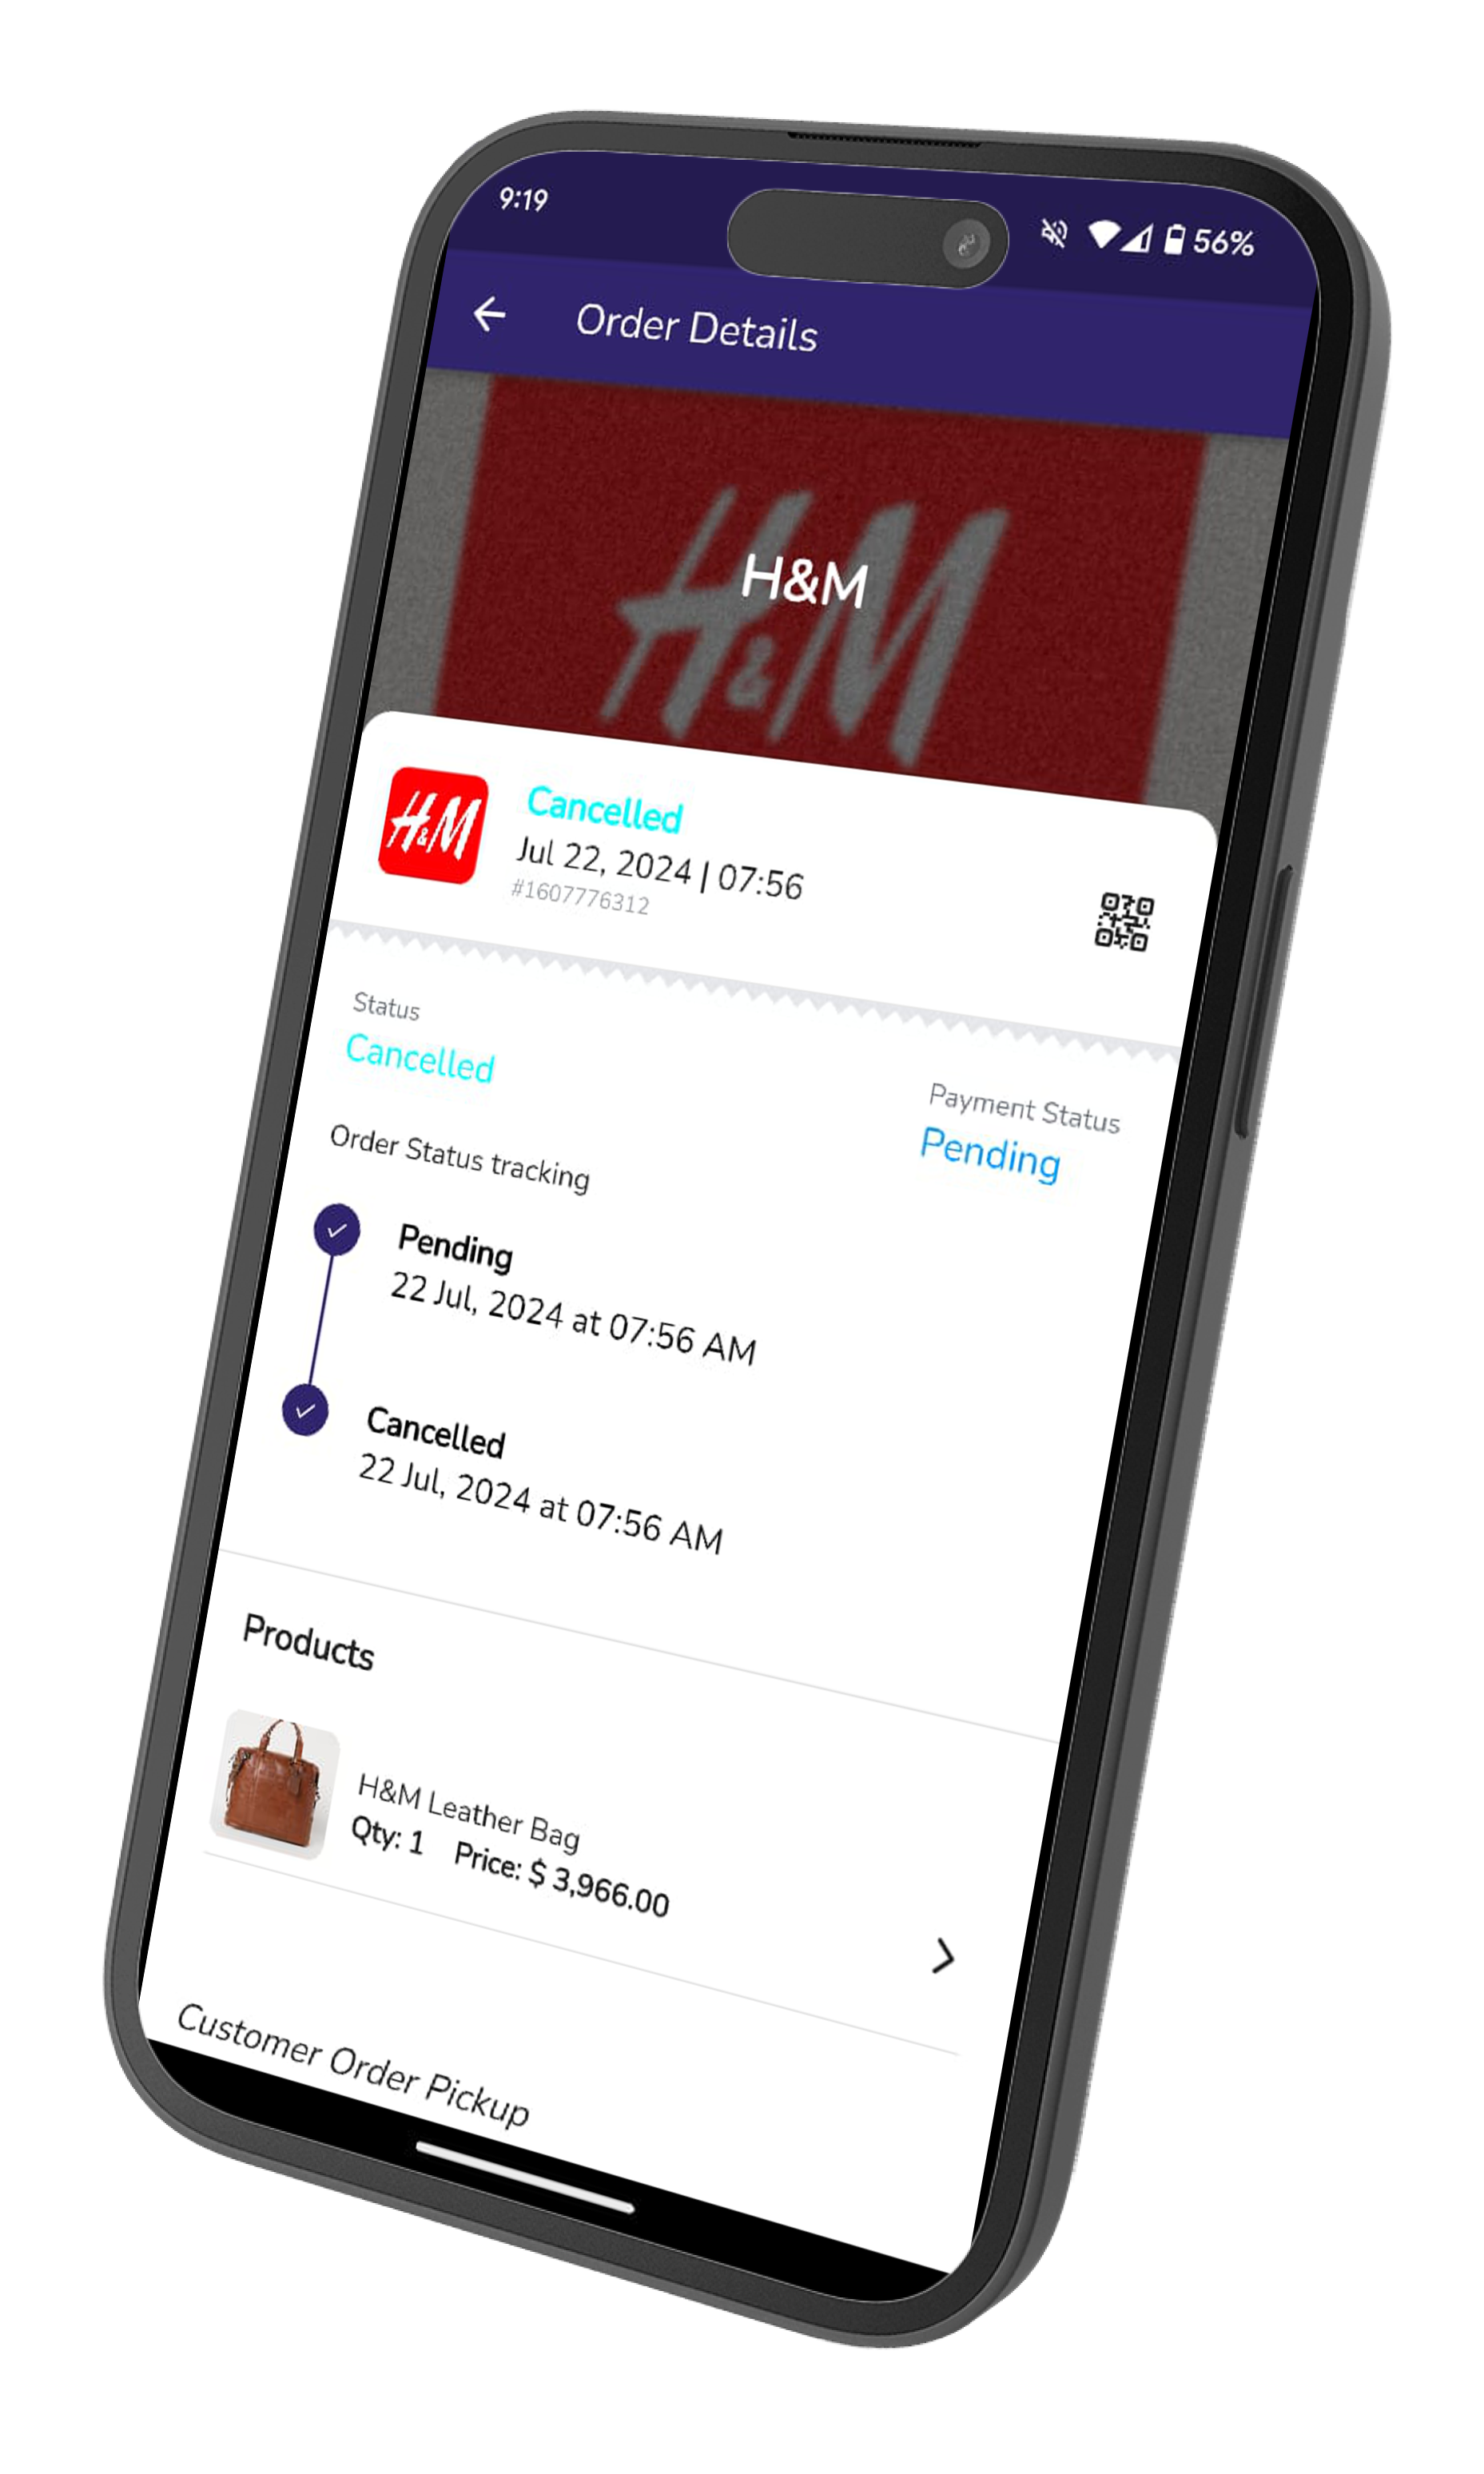 9:19
56%
Order Details
H&M
H&M
H&M
Cancelled
Jul 22, 2024 | 07:56
#1607776312
Status
Cancelled
Payment Status
Pending
Order Status tracking
Pending
22 Jul, 2024 at 07:56 AM
Cancelled
22 Jul, 2024 at 07:56 AM
Products
H&M Leather Bag
Qty: 1 Price: $ 3,966.00
Customer Order Pickup